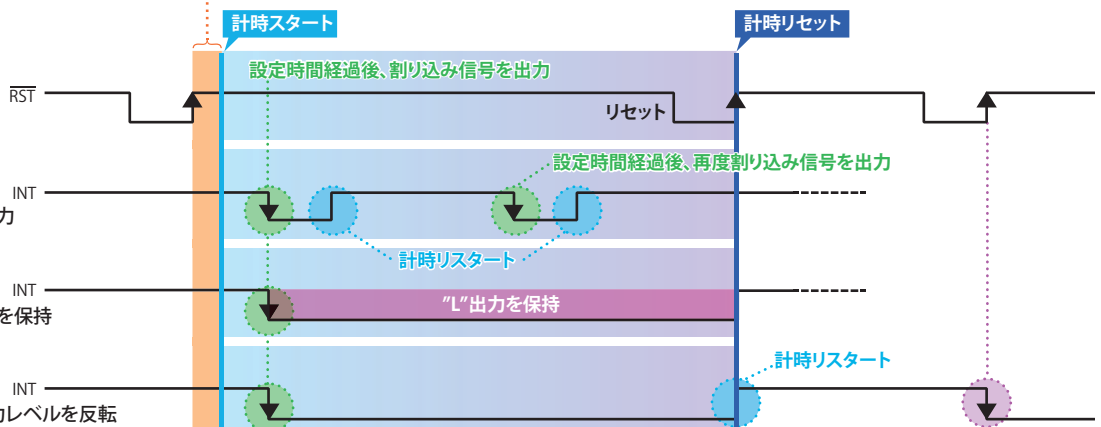 計時スタート
計時リセット
設定時間経過後、割り込み信号を出力
RST
リセット
設定時間経過後、再度割り込み信号を出力
INT
力
計時リスタート
INT
"L"出力を保持
を保持
計時リスタート
INT
レベルを反転